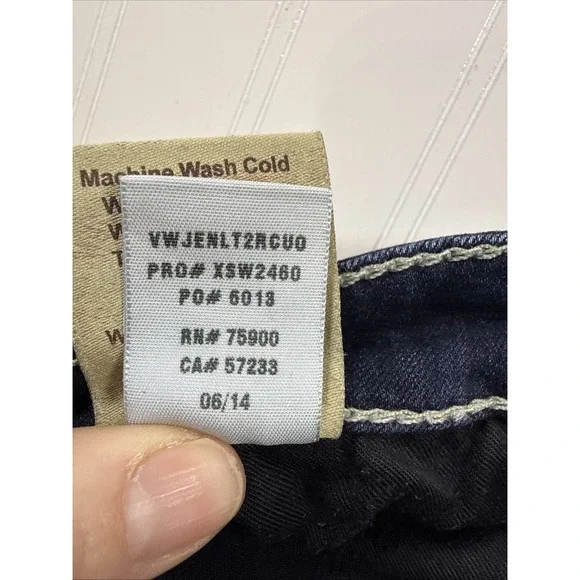 Machine Wash Cold
VWJENLT2RCU0
PRO# XSW2460
PO# 6013
RN# 75900
CA# 57233
06/14